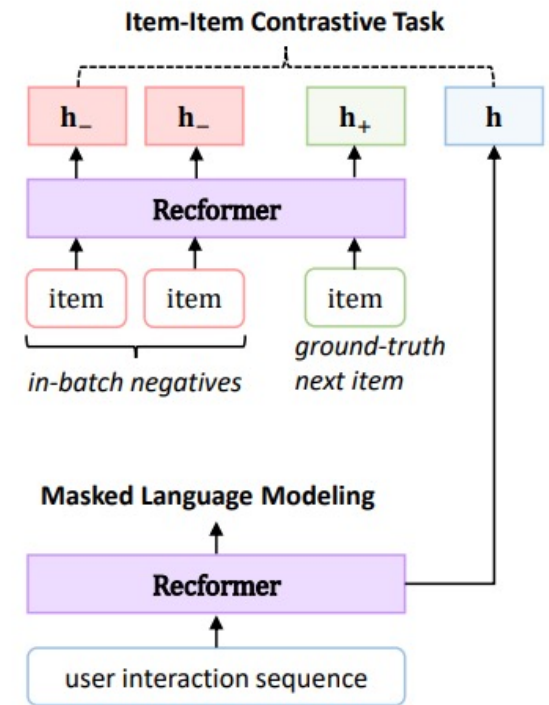 Item-Item Contrastive Task
h₋ h₋ h₊ h
Recformer
item item item
in-batch negatives
ground-truth
next item
Masked Language Modeling
Recformer
user interaction sequence